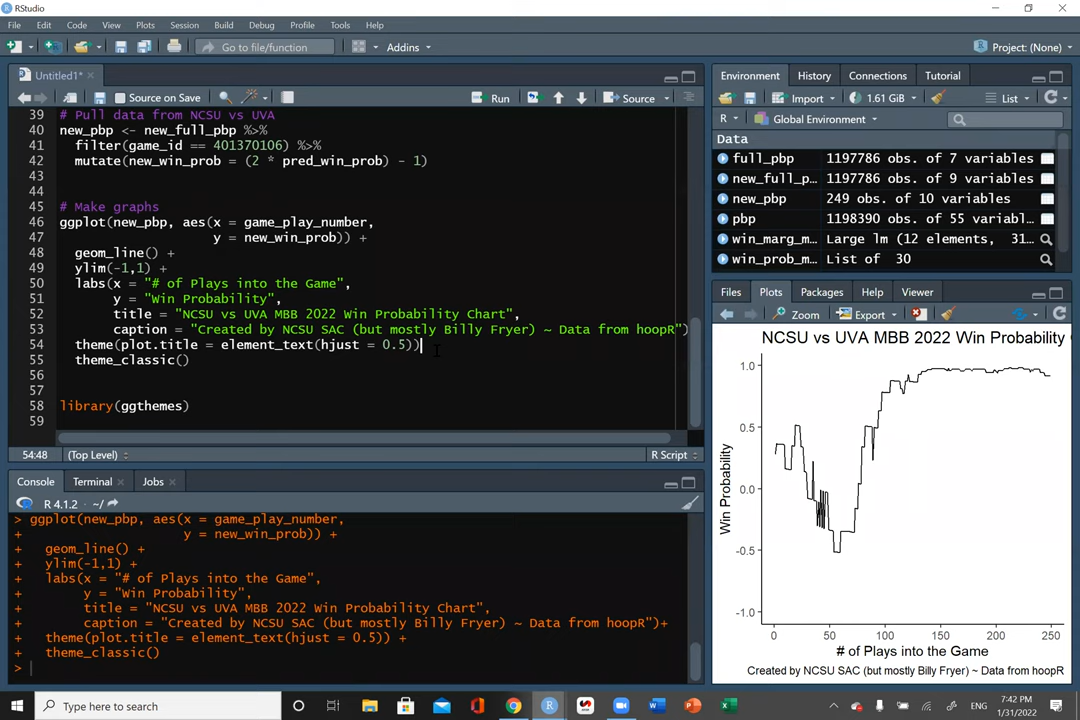 RStudio
File Edit Code View Plots Session Build Debug Profile Tools Help
Go to file/function Addins Project: (None)
Untitled1*
Source on Save Run Source
39 # Pull data from NCSU vs UVA
40 new_pbp <- new_full_pbp %>%
41 filter(game_id == 401370106) %>%
42 mutate(new_win_prob = (2 * pred_win_prob) - 1)
43
44
45 # Make graphs
46 ggplot(new_pbp, aes(x = game_play_number,
47 y = new_win_prob)) +
48 geom_line() +
49 ylim(-1,1) +
50 labs(x = "# of Plays into the Game",
51 y = "Win Probability",
52 title = "NCSU vs UVA MBB 2022 Win Probability Chart",
53 caption = "Created by NCSU SAC (but mostly Billy Fryer) ~ Data from hoopR")
54 theme(plot.title = element_text(hjust = 0.5))
55 theme_classic()
56
57
58 library(ggthemes)
59
54:48 (Top Level) R Script
Console Terminal Jobs
R 4.1.2 · ~/
> ggplot(new_pbp, aes(x = game_play_number,
+ y = new_win_prob)) +
+ geom_line() +
+ ylim(-1,1) +
+ labs(x = "# of Plays into the Game",
+ y = "Win Probability",
+ title = "NCSU vs UVA MBB 2022 Win Probability Chart",
+ caption = "Created by NCSU SAC (but mostly Billy Fryer) ~ Data from hoopR")+
+ theme(plot.title = element_text(hjust = 0.5)) +
+ theme_classic()
>
Environment History Connections Tutorial
Import 1.61 GiB List
R Global Environment
Data
full_pbp 1197786 obs. of 7 variables
new_full_p… 1197786 obs. of 9 variables
new_pbp 249 obs. of 10 variables
pbp 1198390 obs. of 55 variabl…
win_marg_m… Large lm (12 elements, 31…
win_prob_m… List of 30
Files Plots Packages Help Viewer
Zoom Export
NCSU vs UVA MBB 2022 Win Probability
1.0
0.5
0.0
-0.5
-1.0
Win Probability
0 50 100 150 200 250
# of Plays into the Game
Created by NCSU SAC (but mostly Billy Fryer) ~ Data from hoopR
Type here to search
ENG
7:42 PM
1/31/2022